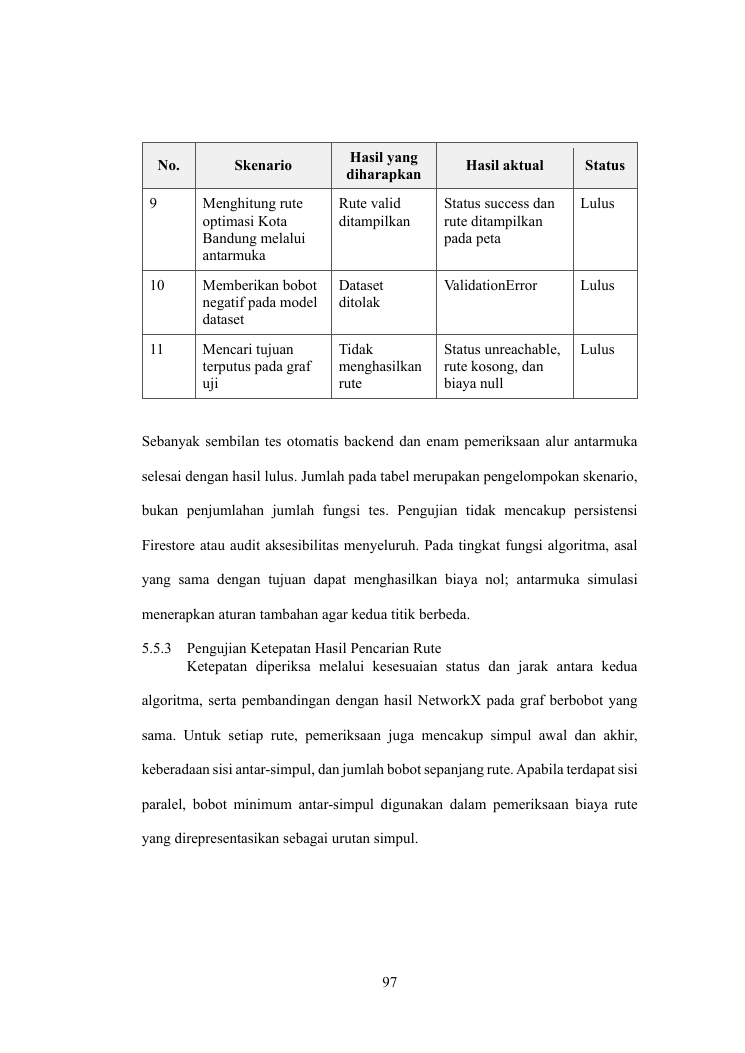 No. Skenario Hasil yang diharapkan Hasil aktual Status
9 Menghitung rute optimasi Kota Bandung melalui antarmuka Rute valid ditampilkan Status success dan rute ditampilkan pada peta Lulus
10 Memberikan bobot negatif pada model dataset Dataset ditolak ValidationError Lulus
11 Mencari tujuan terputus pada graf uji Tidak menghasilkan rute Status unreachable, rute kosong, dan biaya null Lulus
Sebanyak sembilan tes otomatis backend dan enam pemeriksaan alur antarmuka
selesai dengan hasil lulus. Jumlah pada tabel merupakan pengelompokan skenario,
bukan penjumlahan jumlah fungsi tes. Pengujian tidak mencakup persistensi
Firestore atau audit aksesibilitas menyeluruh. Pada tingkat fungsi algoritma, asal
yang sama dengan tujuan dapat menghasilkan biaya nol; antarmuka simulasi
menerapkan aturan tambahan agar kedua titik berbeda.
5.5.3 Pengujian Ketepatan Hasil Pencarian Rute
Ketepatan diperiksa melalui kesesuaian status dan jarak antara kedua
algoritma, serta pembandingan dengan hasil NetworkX pada graf berbobot yang
sama. Untuk setiap rute, pemeriksaan juga mencakup simpul awal dan akhir,
keberadaan sisi antar-simpul, dan jumlah bobot sepanjang rute. Apabila terdapat sisi
paralel, bobot minimum antar-simpul digunakan dalam pemeriksaan biaya rute
yang direpresentasikan sebagai urutan simpul.
97